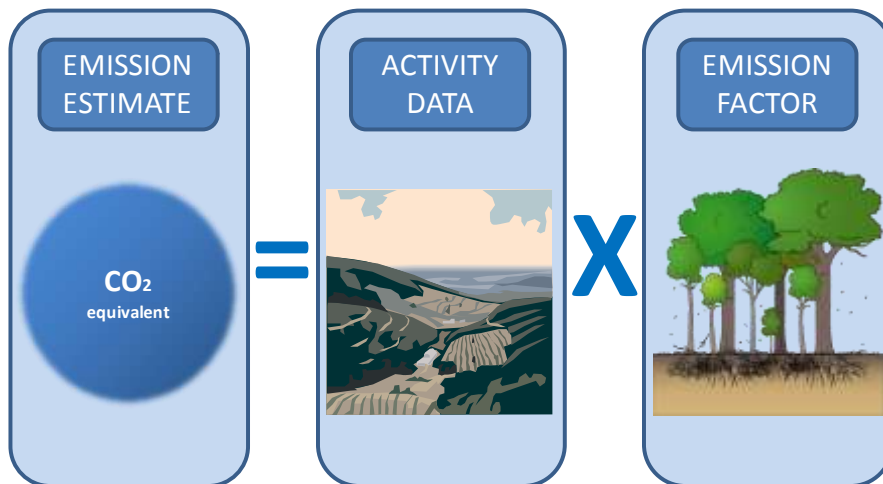 EMISSION
ESTIMATE
CO₂
equivalent
=
ACTIVITY
DATA
X
EMISSION
FACTOR